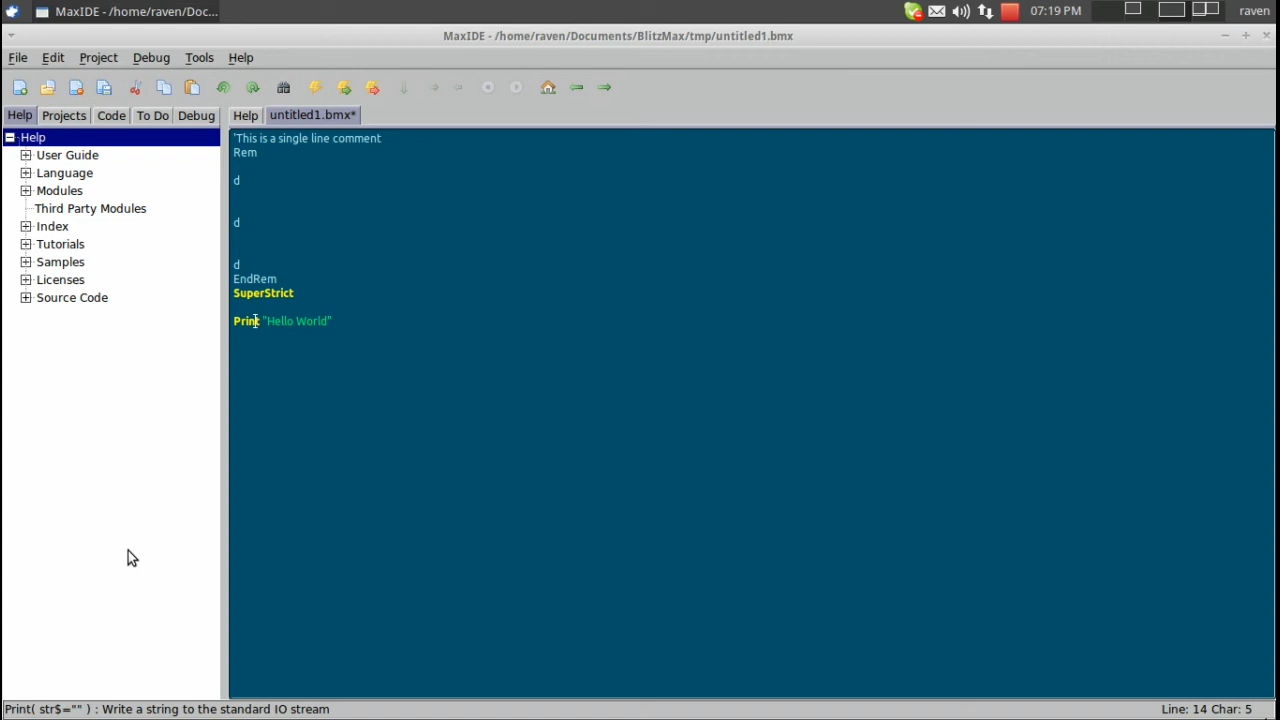 MaxIDE - /home/raven/Doc...
07:19 PM
raven
MaxIDE - /home/raven/Documents/BlitzMax/tmp/untitled1.bmx
File Edit Project Debug Tools Help
Help Projects Code To Do Debug
Help untitled1.bmx*
Help
User Guide
Language
Modules
Third Party Modules
Index
Tutorials
Samples
Licenses
Source Code
'This is a single line comment
Rem
d
d
d
EndRem
SuperStrict
Print "Hello World"
Print( str$="" ) : Write a string to the standard IO stream
Line: 14 Char: 5